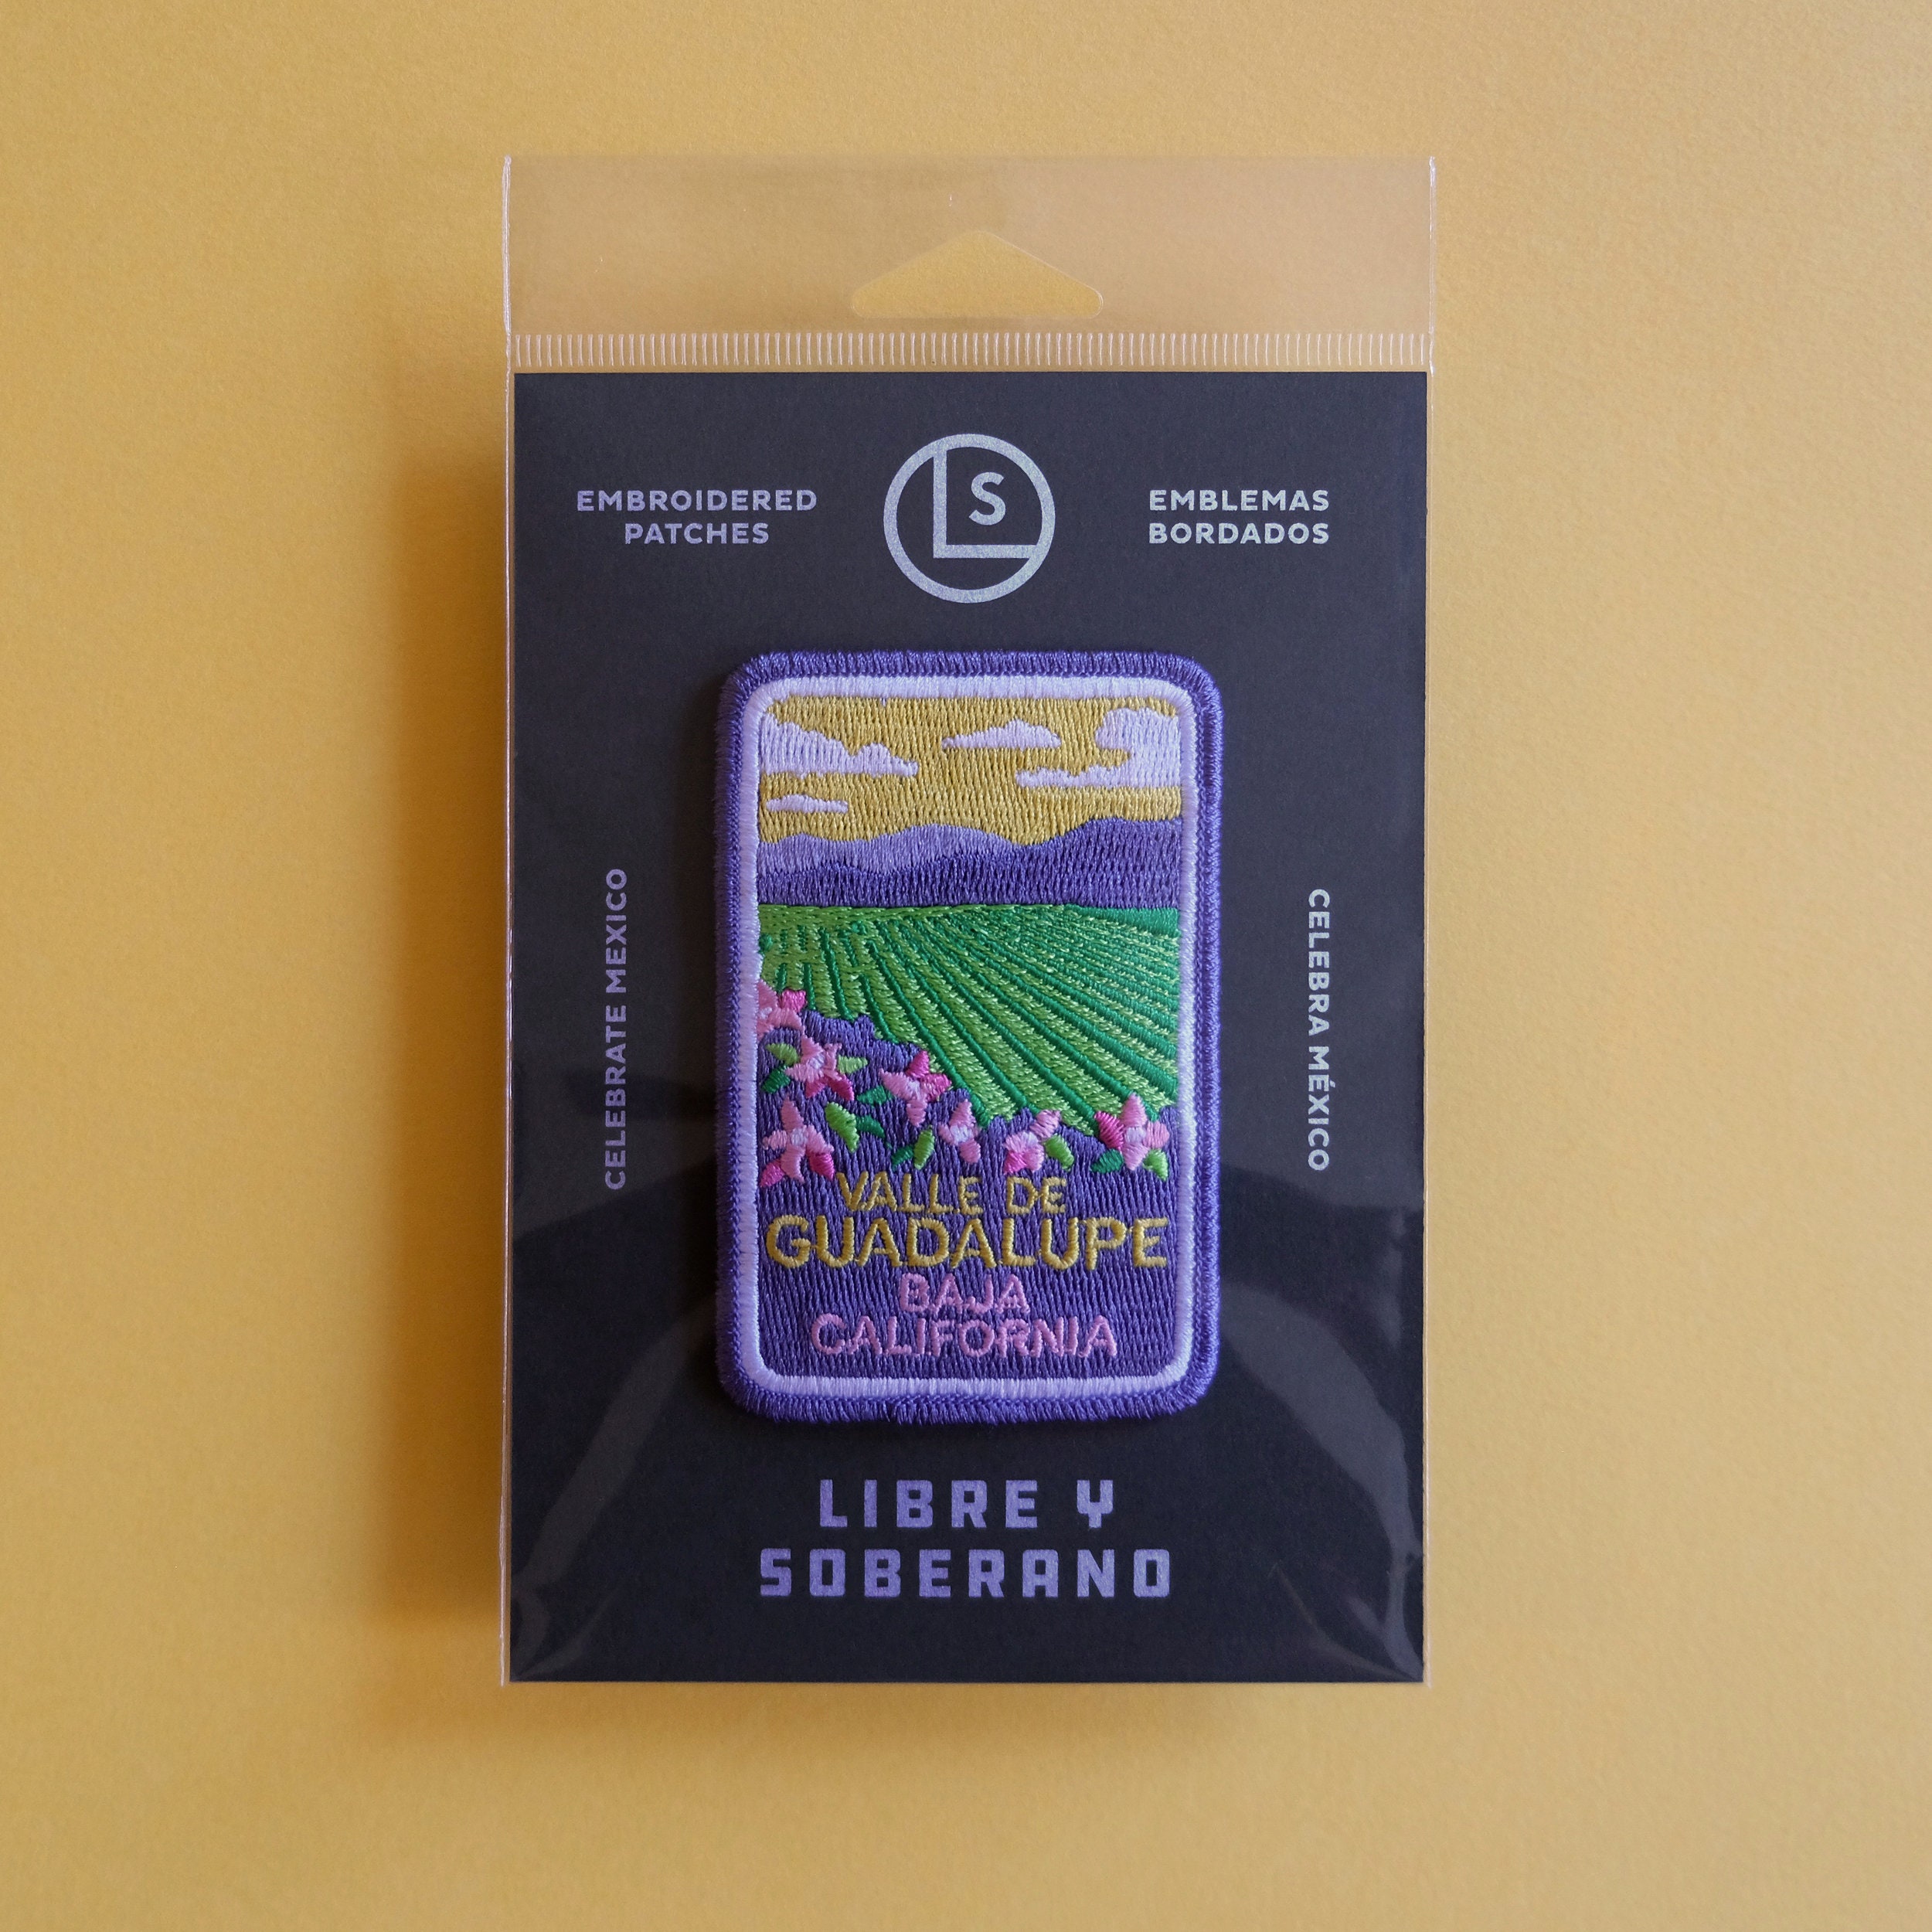 EMBROIDERED
PATCHES
LS
EMBLEMAS
BORDADOS
CELEBRATE MEXICO
CELEBRA MÉXICO
VALLE DE
GUADALUPE
BAJA
CALIFORNIA
LIBRE Y
SOBERANO